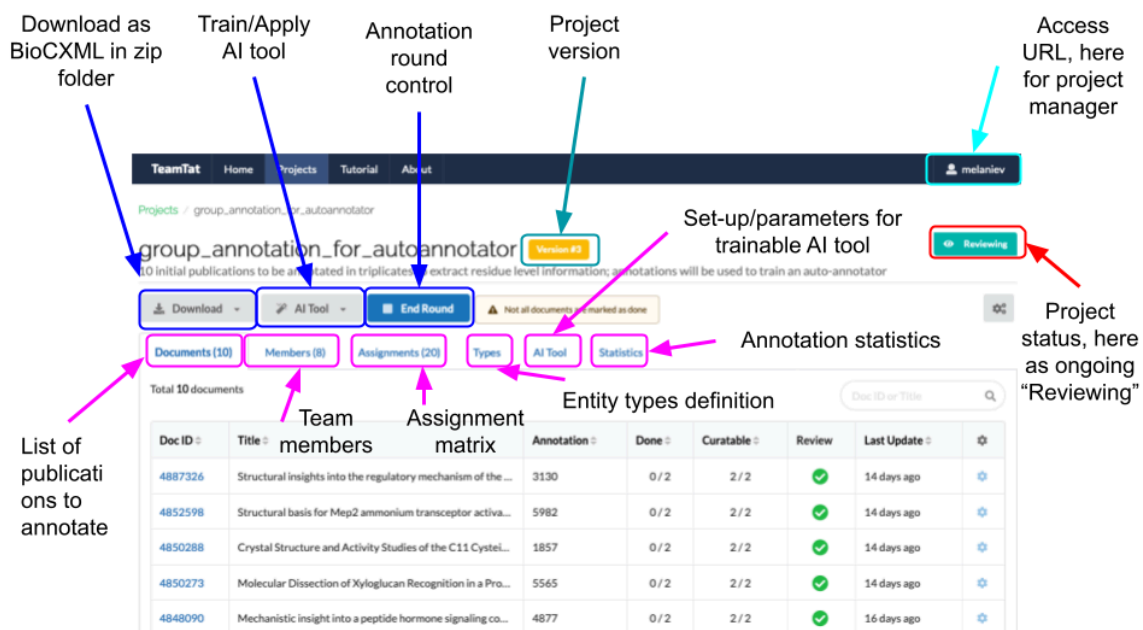 Download as
BioCXML in zip
folder
Train/Apply
AI tool
Annotation
round
control
Project
version
Access
URL, here
for project
manager
TeamTat Home Projects Tutorial About melaniev
Projects / group_annotation_for_autoannotator
Set-up/parameters for
trainable AI tool
group_annotation_for_autoannotator Version #3 Reviewing
10 initial publications to be annotated in triplicates to extract residue level information; annotations will be used to train an auto-annotator
Download AI Tool End Round Not all documents are marked as done
Project
status, here
as ongoing
“Reviewing”
Annotation statistics
Documents (10) Members (8) Assignments (20) Types AI Tool Statistics
Total 10 documents
Doc ID or Title
Entity types definition
Team
members
Assignment
matrix
List of
publicati
ons to
annotate
Doc ID Title Annotation Done Curatable Review Last Update
4887326 Structural insights into the regulatory mechanism of the ... 3130 0 / 2 2 / 2 14 days ago
4852598 Structural basis for Mep2 ammonium transceptor activa... 5982 0 / 2 2 / 2 14 days ago
4850288 Crystal Structure and Activity Studies of the C11 Cystei... 1857 0 / 2 2 / 2 14 days ago
4850273 Molecular Dissection of Xyloglucan Recognition in a Pro... 5565 0 / 2 2 / 2 14 days ago
4848090 Mechanistic insight into a peptide hormone signaling co... 4877 0 / 2 2 / 2 16 days ago